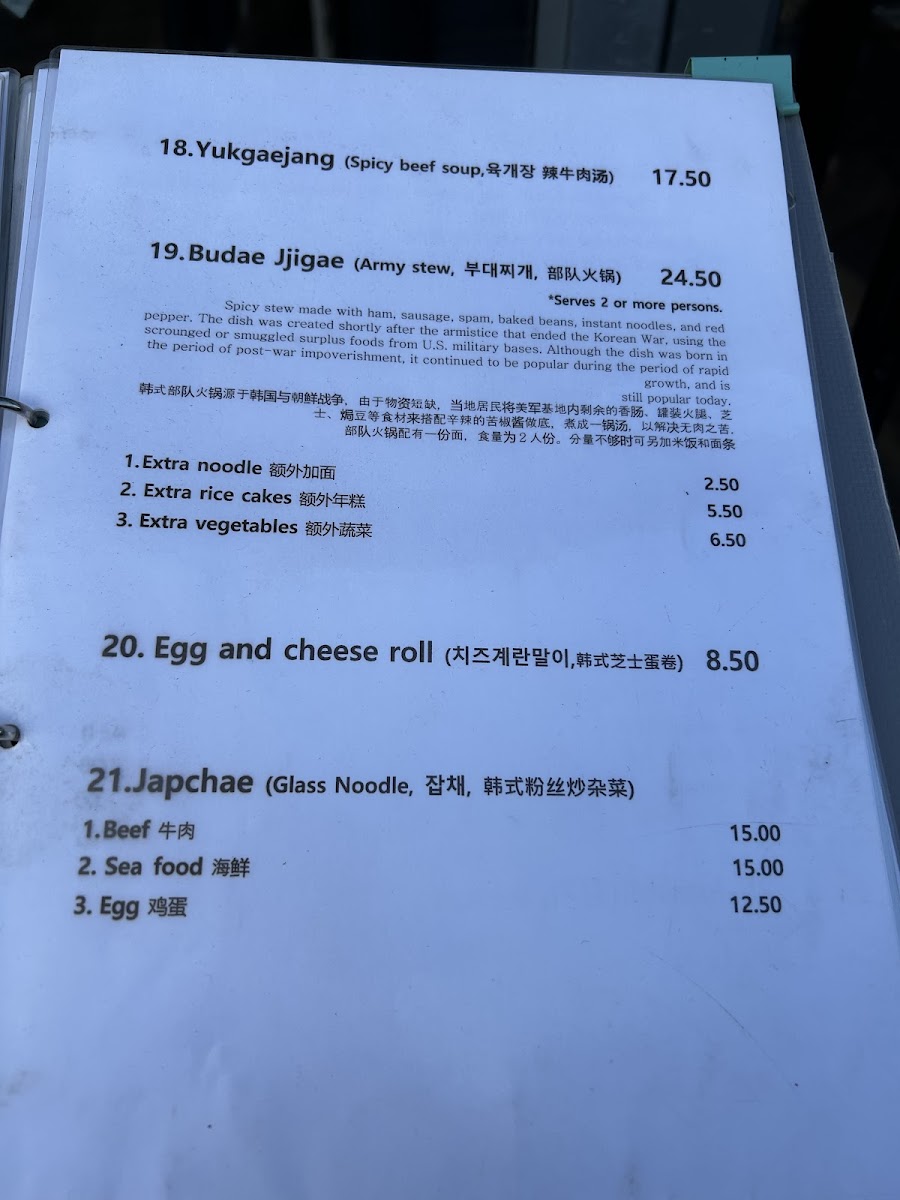 18.Yukgaejang (Spicy beef soup,육개장 辣牛肉汤) 17.50
19.Budae Jjigae (Army stew, 부대찌개, 部队火锅) 24.50
*Serves 2 or more persons.
Spicy stew made with ham, sausage, spam, baked beans, instant noodles, and red
pepper. The dish was created shortly after the armistice that ended the Korean War, using the
scrounged or smuggled surplus foods from U.S. military bases. Although the dish was born in
the period of post-war impoverishment, it continued to be popular during the period of rapid
growth, and is
still popular today.
韩式部队火锅源于韩国与朝鲜战争，由于物资短缺，当地居民将美军基地内剩余的香肠、罐装火腿、芝
士、焗豆等食材来搭配辛辣的苦椒酱做底，煮成一锅汤，以解决无肉之苦，
部队火锅配有一份面，食量为2人份。分量不够时可另加米饭和面条
1.Extra noodle 额外加面 2.50
2. Extra rice cakes 额外年糕 5.50
3. Extra vegetables 额外蔬菜 6.50
20. Egg and cheese roll (치즈계란말이,韩式芝士蛋卷) 8.50
21.Japchae (Glass Noodle, 잡채, 韩式粉丝炒杂菜)
1.Beef 牛肉 15.00
2. Sea food 海鲜 15.00
3. Egg 鸡蛋 12.50